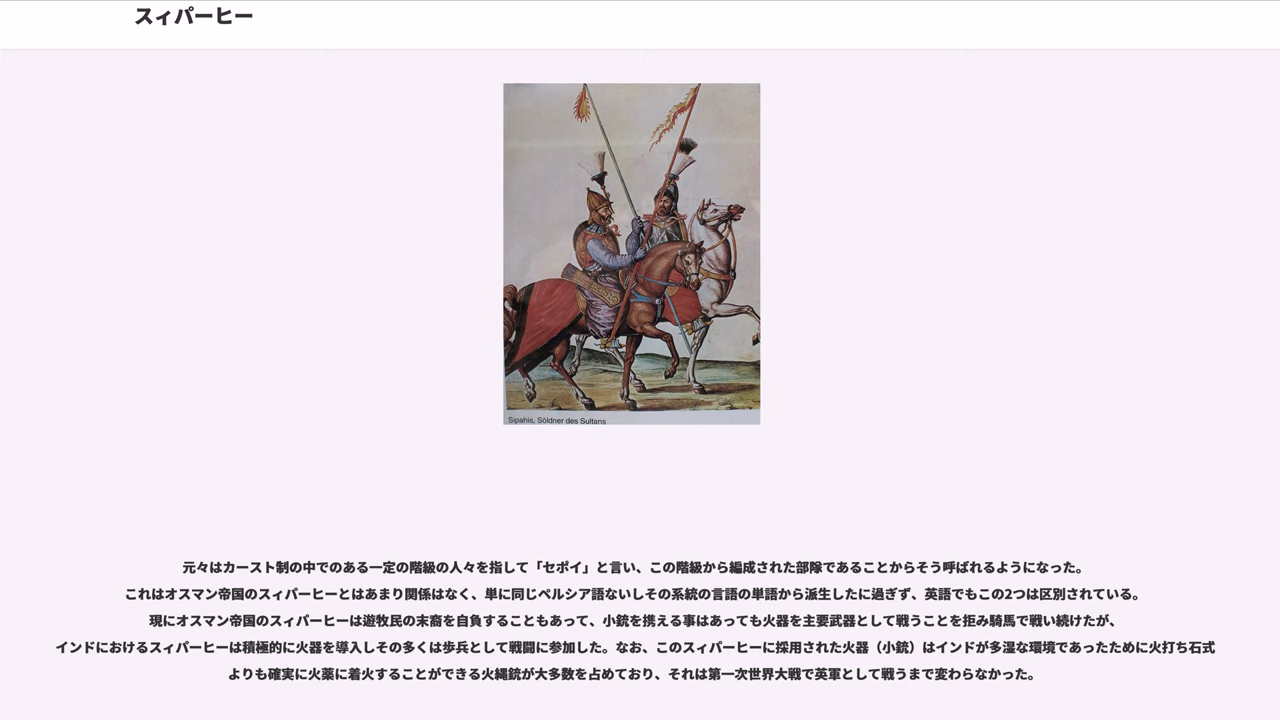 スィパーヒー
Sipahis, Söldner des Sultans
元々はカースト制の中でのある一定の階級の人々を指して「セポイ」と言い、この階級から編成された部隊であることからそう呼ばれるようになった。
これはオスマン帝国のスィパーヒーとはあまり関係はなく、単に同じペルシア語ないしその系統の言語の単語から派生したに過ぎず、英語でもこの2つは区別されている。
現にオスマン帝国のスィパーヒーは遊牧民の末裔を自負することもあって、小銃を携える事はあっても火器を主要武器として戦うことを拒み騎馬で戦い続けたが、
インドにおけるスィパーヒーは積極的に火器を導入しその多くは歩兵として戦闘に参加した。なお、このスィパーヒーに採用された火器（小銃）はインドが多湿な環境であったために火打ち石式
よりも確実に火薬に着火することができる火縄銃が大多数を占めており、それは第一次世界大戦で英軍として戦うまで変わらなかった。